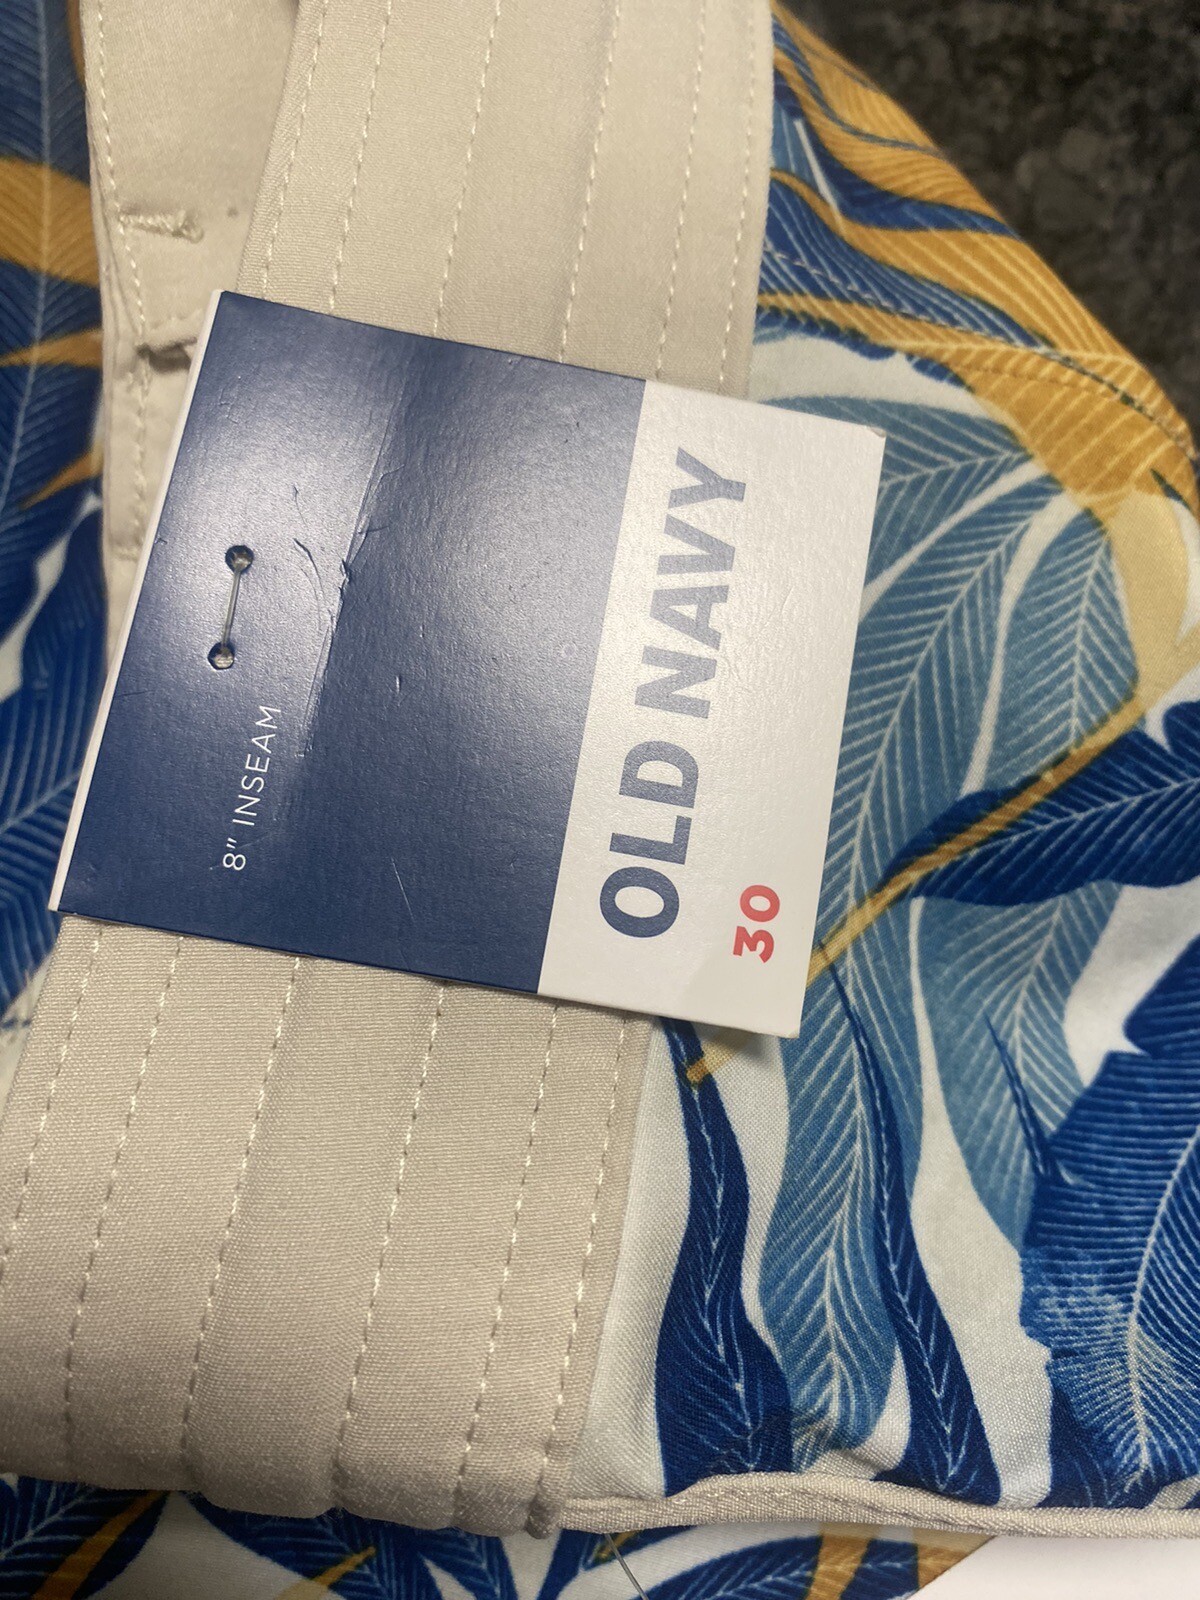 OLD NAVY
30
8" INSEAM